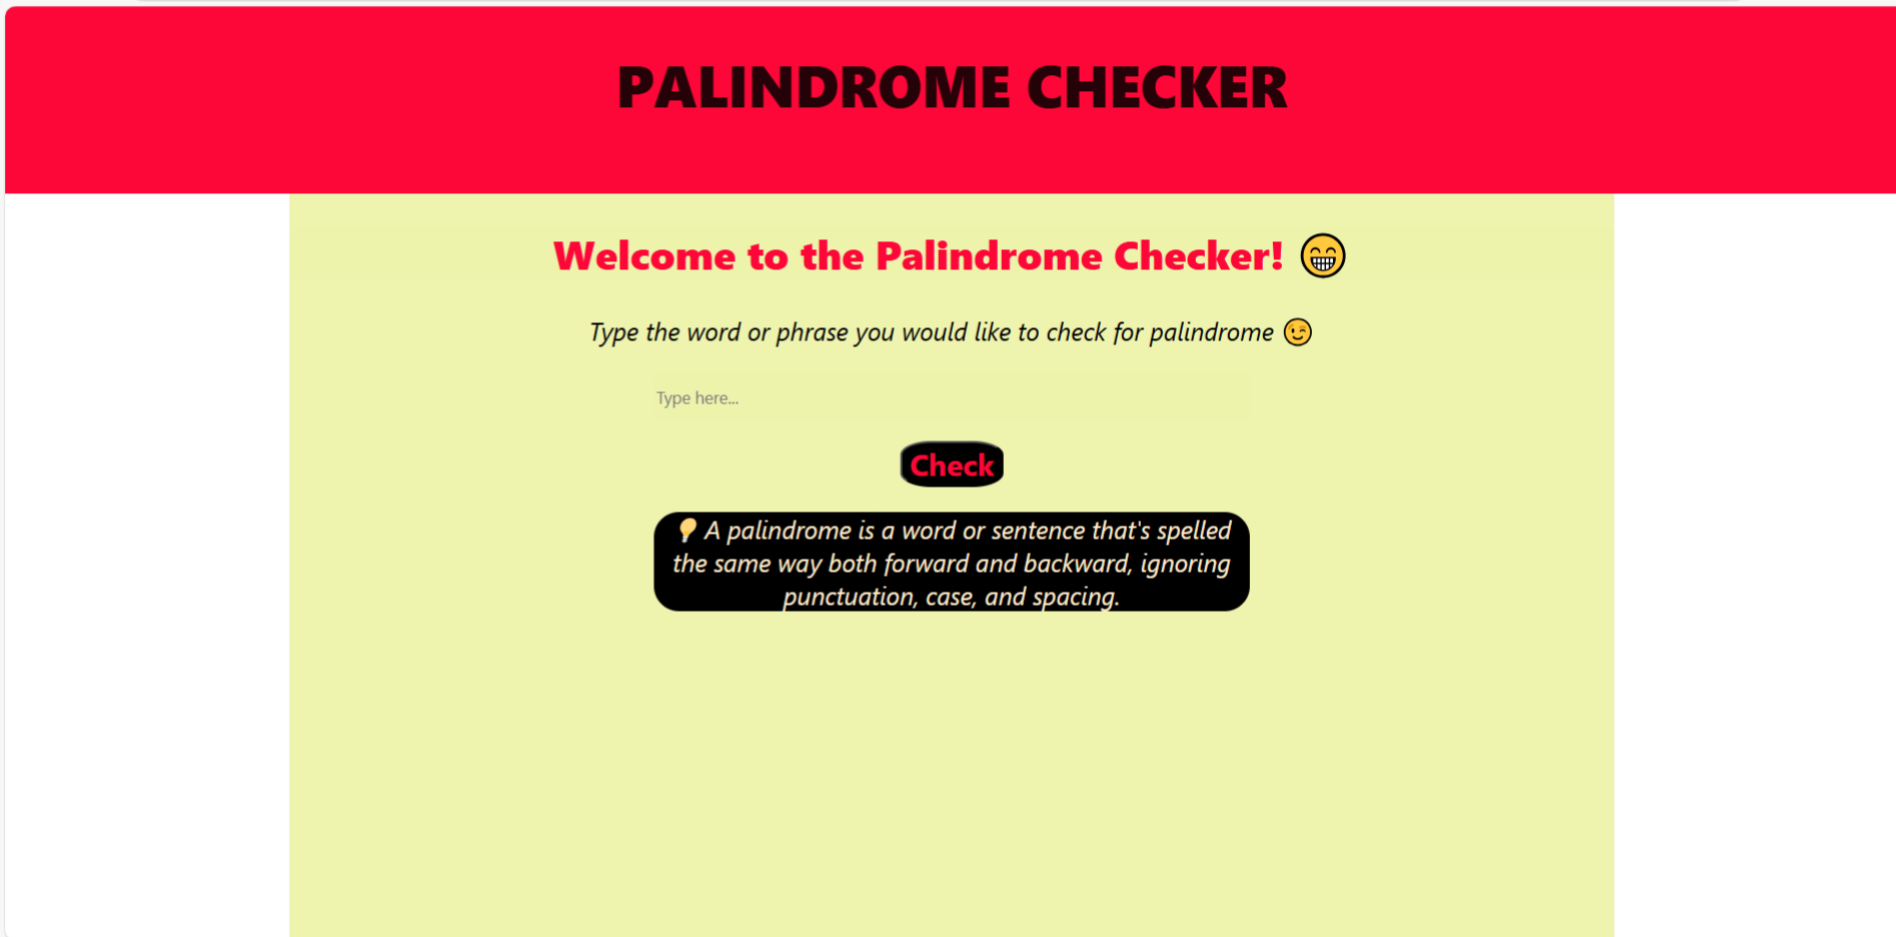 PALINDROME CHECKER
Welcome to the Palindrome Checker! 😁
Type the word or phrase you would like to check for palindrome 😉
Type here...
Check
💡 A palindrome is a word or sentence that's spelled
the same way both forward and backward, ignoring
punctuation, case, and spacing.